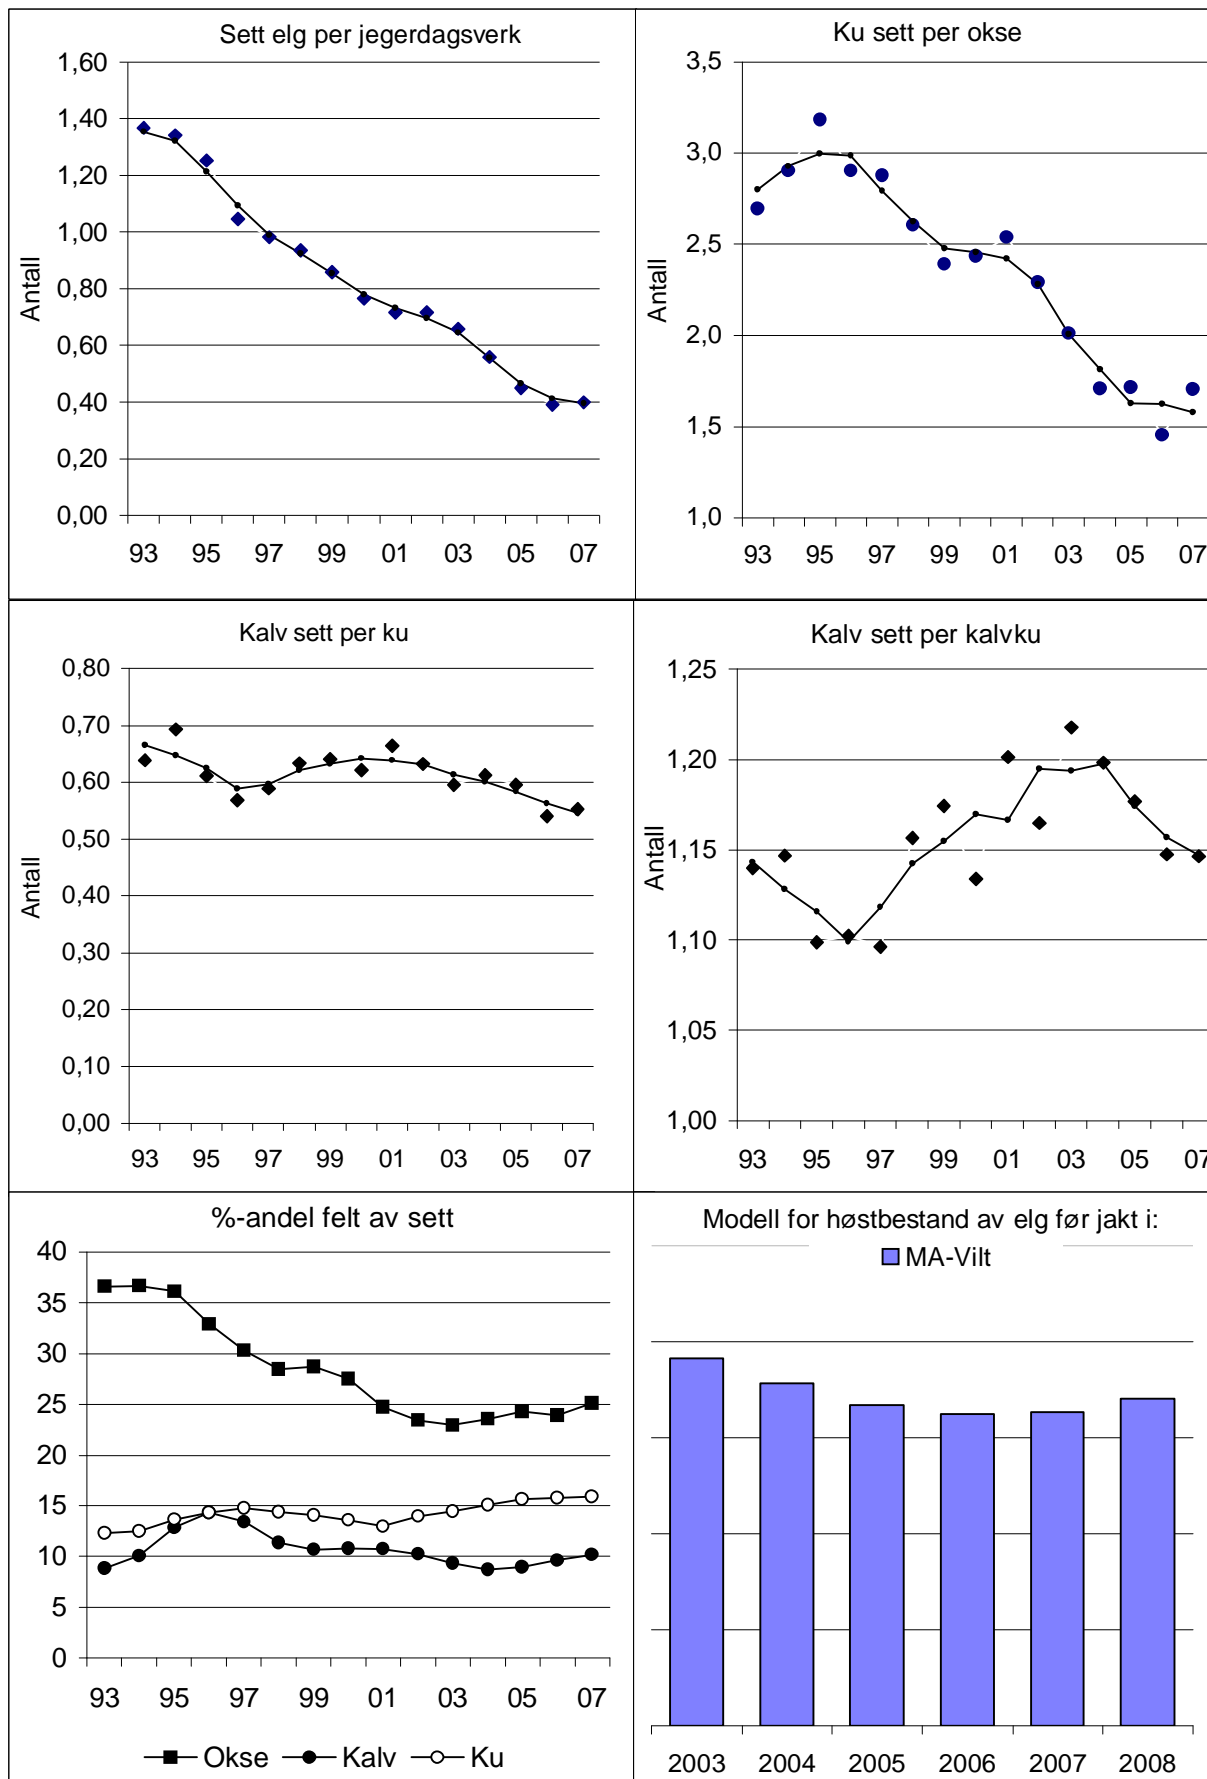 Sett elg per jegerdagsverk
1,60
1,40
1,20
1,00
0,80
0,60
0,40
0,20
0,00
Antall
93 95 97 99 01 03 05 07
Ku sett per okse
3,5
3,0
2,5
2,0
1,5
1,0
Antall
93 95 97 99 01 03 05 07
Kalv sett per ku
0,80
0,70
0,60
0,50
0,40
0,30
0,20
0,10
0,00
Antall
93 95 97 99 01 03 05 07
Kalv sett per kalvku
1,25
1,20
1,15
1,10
1,05
1,00
Antall
93 95 97 99 01 03 05 07
%-andel felt av sett
40
35
30
25
20
15
10
5
0
93 95 97 99 01 03 05 07
Okse Kalv Ku
Modell for høstbestand av elg før jakt i:
MA-Vilt
2003 2004 2005 2006 2007 2008